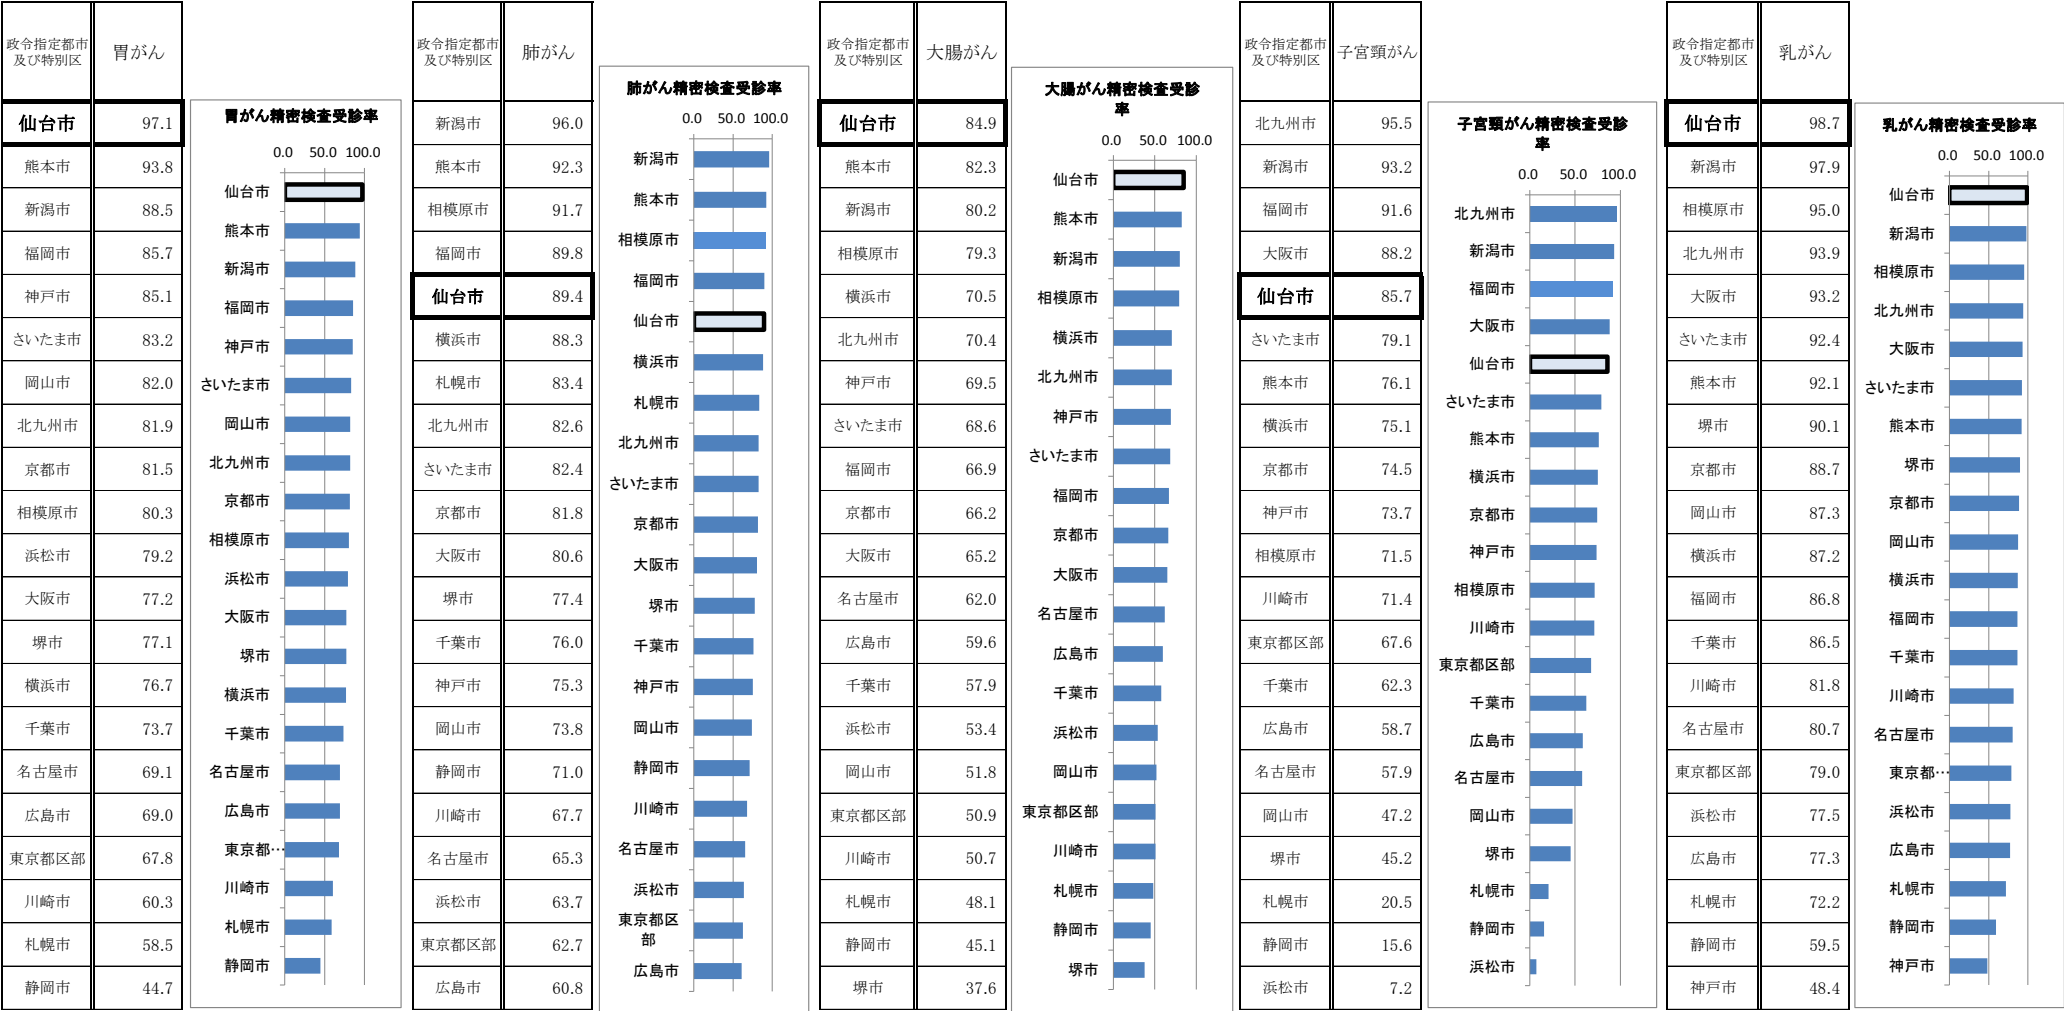 政令指定都市
及び特別区
胃がん
仙台市 97.1
熊本市 93.8
新潟市 88.5
福岡市 85.7
神戸市 85.1
さいたま市 83.2
岡山市 82.0
北九州市 81.9
京都市 81.5
相模原市 80.3
浜松市 79.2
大阪市 77.2
堺市 77.1
横浜市 76.7
千葉市 73.7
名古屋市 69.1
広島市 69.0
東京都区部 67.8
川崎市 60.3
札幌市 58.5
静岡市 44.7
胃がん精密検査受診率
0.0 50.0 100.0
仙台市
熊本市
新潟市
福岡市
神戸市
さいたま市
岡山市
北九州市
京都市
相模原市
浜松市
大阪市
堺市
横浜市
千葉市
名古屋市
広島市
東京都…
川崎市
札幌市
静岡市
政令指定都市
及び特別区
肺がん
新潟市 96.0
熊本市 92.3
相模原市 91.7
福岡市 89.8
仙台市 89.4
横浜市 88.3
札幌市 83.4
北九州市 82.6
さいたま市 82.4
京都市 81.8
大阪市 80.6
堺市 77.4
千葉市 76.0
神戸市 75.3
岡山市 73.8
静岡市 71.0
川崎市 67.7
名古屋市 65.3
浜松市 63.7
東京都区部 62.7
広島市 60.8
肺がん精密検査受診率
0.0 50.0 100.0
新潟市
熊本市
相模原市
福岡市
仙台市
横浜市
札幌市
北九州市
さいたま市
京都市
大阪市
堺市
千葉市
神戸市
岡山市
静岡市
川崎市
名古屋市
浜松市
東京都区
部
広島市
政令指定都市
及び特別区
大腸がん
仙台市 84.9
熊本市 82.3
新潟市 80.2
相模原市 79.3
横浜市 70.5
北九州市 70.4
神戸市 69.5
さいたま市 68.6
福岡市 66.9
京都市 66.2
大阪市 65.2
名古屋市 62.0
広島市 59.6
千葉市 57.9
浜松市 53.4
岡山市 51.8
東京都区部 50.9
川崎市 50.7
札幌市 48.1
静岡市 45.1
堺市 37.6
大腸がん精密検査受診
率
0.0 50.0 100.0
仙台市
熊本市
新潟市
相模原市
横浜市
北九州市
神戸市
さいたま市
福岡市
京都市
大阪市
名古屋市
広島市
千葉市
浜松市
岡山市
東京都区部
川崎市
札幌市
静岡市
堺市
政令指定都市
及び特別区
子宮頸がん
北九州市 95.5
新潟市 93.2
福岡市 91.6
大阪市 88.2
仙台市 85.7
さいたま市 79.1
熊本市 76.1
横浜市 75.1
京都市 74.5
神戸市 73.7
相模原市 71.5
川崎市 71.4
東京都区部 67.6
千葉市 62.3
広島市 58.7
名古屋市 57.9
岡山市 47.2
堺市 45.2
札幌市 20.5
静岡市 15.6
浜松市 7.2
子宮頸がん精密検査受診
率
0.0 50.0 100.0
北九州市
新潟市
福岡市
大阪市
仙台市
さいたま市
熊本市
横浜市
京都市
神戸市
相模原市
川崎市
東京都区部
千葉市
広島市
名古屋市
岡山市
堺市
札幌市
静岡市
浜松市
政令指定都市
及び特別区
乳がん
仙台市 98.7
新潟市 97.9
相模原市 95.0
北九州市 93.9
大阪市 93.2
さいたま市 92.4
熊本市 92.1
堺市 90.1
京都市 88.7
岡山市 87.3
横浜市 87.2
福岡市 86.8
千葉市 86.5
川崎市 81.8
名古屋市 80.7
東京都区部 79.0
浜松市 77.5
広島市 77.3
札幌市 72.2
静岡市 59.5
神戸市 48.4
乳がん精密検査受診率
0.0 50.0 100.0
仙台市
新潟市
相模原市
北九州市
大阪市
さいたま市
熊本市
堺市
京都市
岡山市
横浜市
福岡市
千葉市
川崎市
名古屋市
東京都…
浜松市
広島市
札幌市
静岡市
神戸市